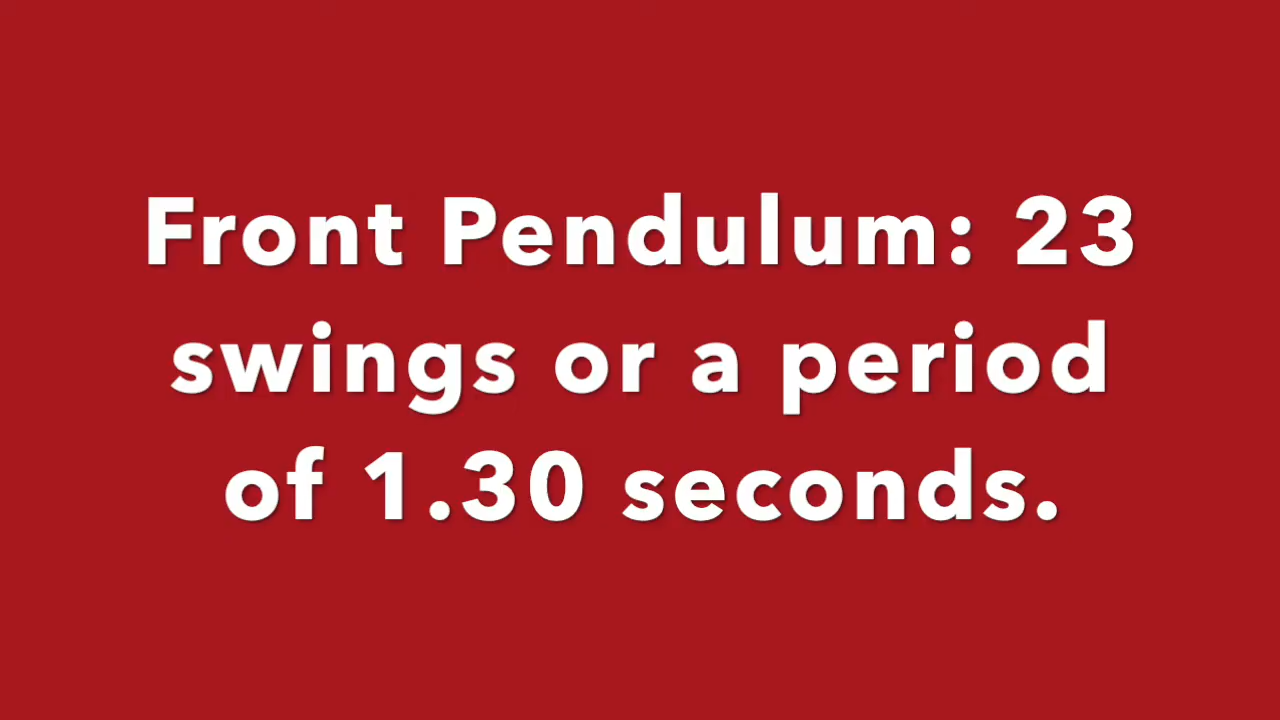 Front Pendulum: 23
swings or a period
of 1.30 seconds.